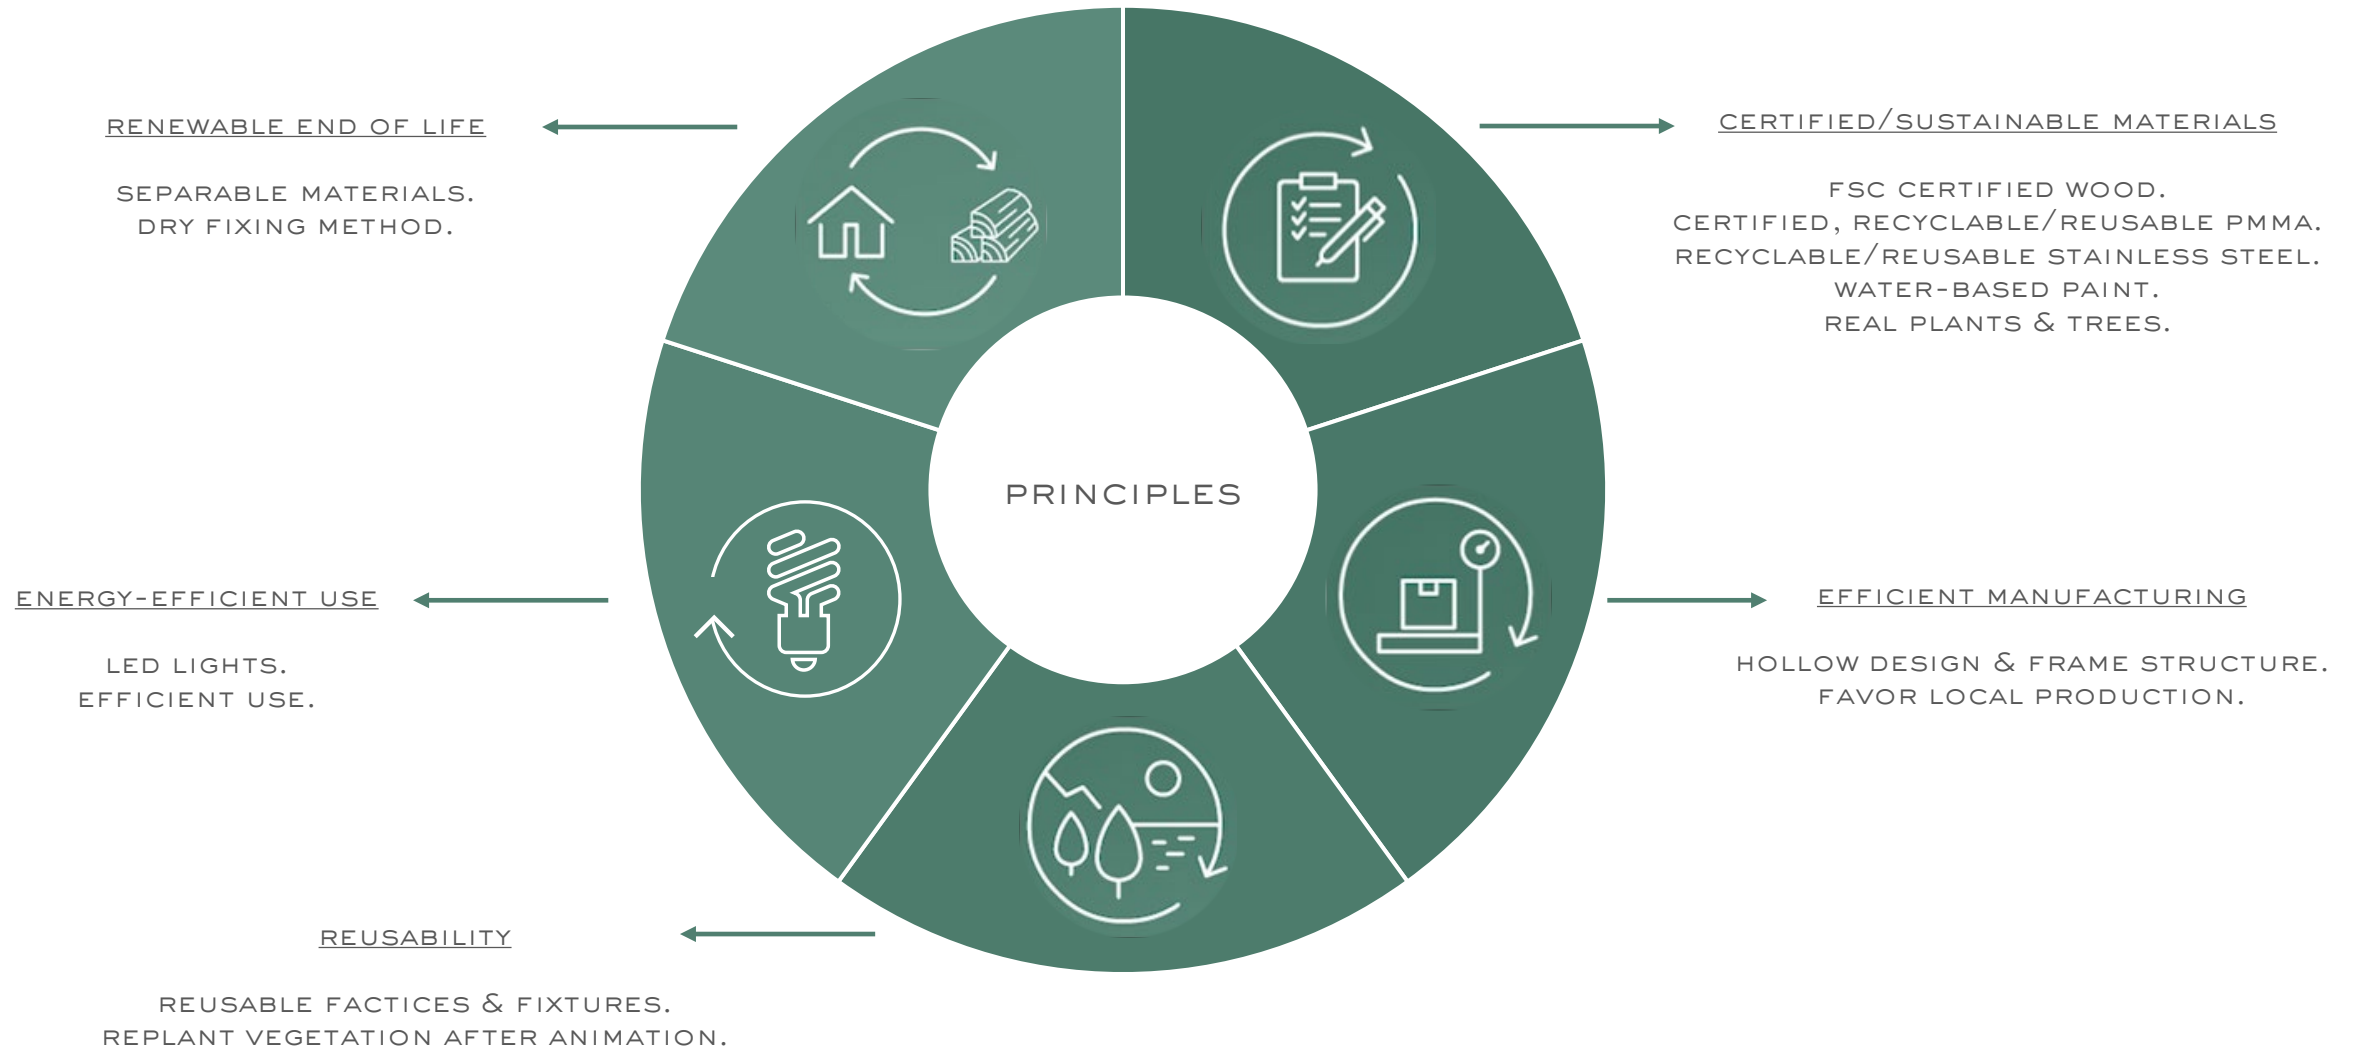 RENEWABLE END OF LIFE
SEPARABLE MATERIALS.
DRY FIXING METHOD.
CERTIFIED/SUSTAINABLE MATERIALS
FSC CERTIFIED WOOD.
CERTIFIED, RECYCLABLE/REUSABLE PMMA.
RECYCLABLE/REUSABLE STAINLESS STEEL.
WATER-BASED PAINT.
REAL PLANTS & TREES.
PRINCIPLES
ENERGY-EFFICIENT USE
LED LIGHTS.
EFFICIENT USE.
EFFICIENT MANUFACTURING
HOLLOW DESIGN & FRAME STRUCTURE.
FAVOR LOCAL PRODUCTION.
REUSABILITY
REUSABLE FACTICES & FIXTURES.
REPLANT VEGETATION AFTER ANIMATION.